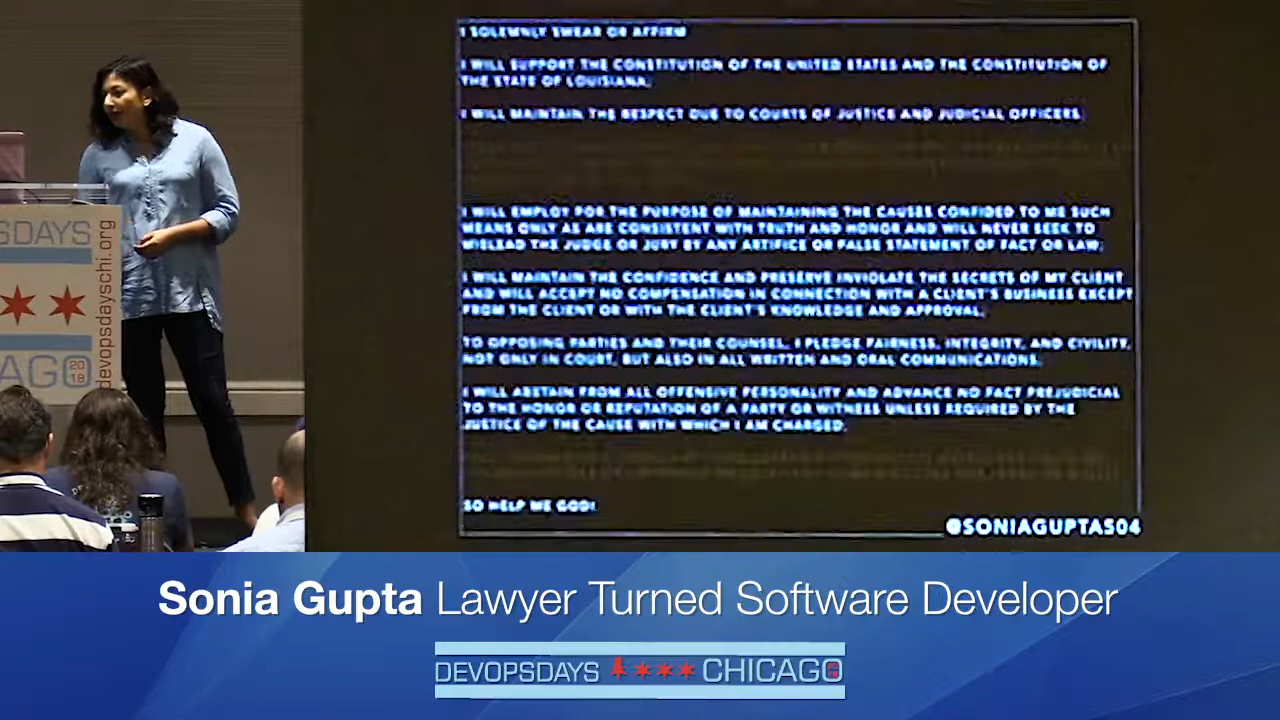 I SOLEMNLY SWEAR OR AFFIRM
I WILL SUPPORT THE CONSTITUTION OF THE UNITED STATES AND THE CONSTITUTION OF
THE STATE OF LOUISIANA;
I WILL MAINTAIN THE RESPECT DUE TO COURTS OF JUSTICE AND JUDICIAL OFFICERS;
I WILL EMPLOY FOR THE PURPOSE OF MAINTAINING THE CAUSES CONFIDED TO ME SUCH
MEANS ONLY AS ARE CONSISTENT WITH TRUTH AND HONOR AND WILL NEVER SEEK TO
MISLEAD THE JUDGE OR JURY BY ANY ARTIFICE OR FALSE STATEMENT OF FACT OR LAW;
I WILL MAINTAIN THE CONFIDENCE AND PRESERVE INVIOLATE THE SECRETS OF MY CLIENT
AND WILL ACCEPT NO COMPENSATION IN CONNECTION WITH A CLIENT'S BUSINESS EXCEPT
FROM THE CLIENT OR WITH THE CLIENT'S KNOWLEDGE AND APPROVAL;
TO OPPOSING PARTIES AND THEIR COUNSEL, I PLEDGE FAIRNESS, INTEGRITY, AND CIVILITY,
NOT ONLY IN COURT, BUT ALSO IN ALL WRITTEN AND ORAL COMMUNICATIONS;
I WILL ABSTAIN FROM ALL OFFENSIVE PERSONALITY AND ADVANCE NO FACT PREJUDICIAL
TO THE HONOR OR REPUTATION OF A PARTY OR WITNESS UNLESS REQUIRED BY THE
JUSTICE OF THE CAUSE WITH WHICH I AM CHARGED;
SO HELP ME GOD!
@SONIAGUPTA504
SDAYS
AGO 2018
devopsdayschi.org
Sonia Gupta Lawyer Turned Software Developer
DEVOPSDAYS CHICAGO